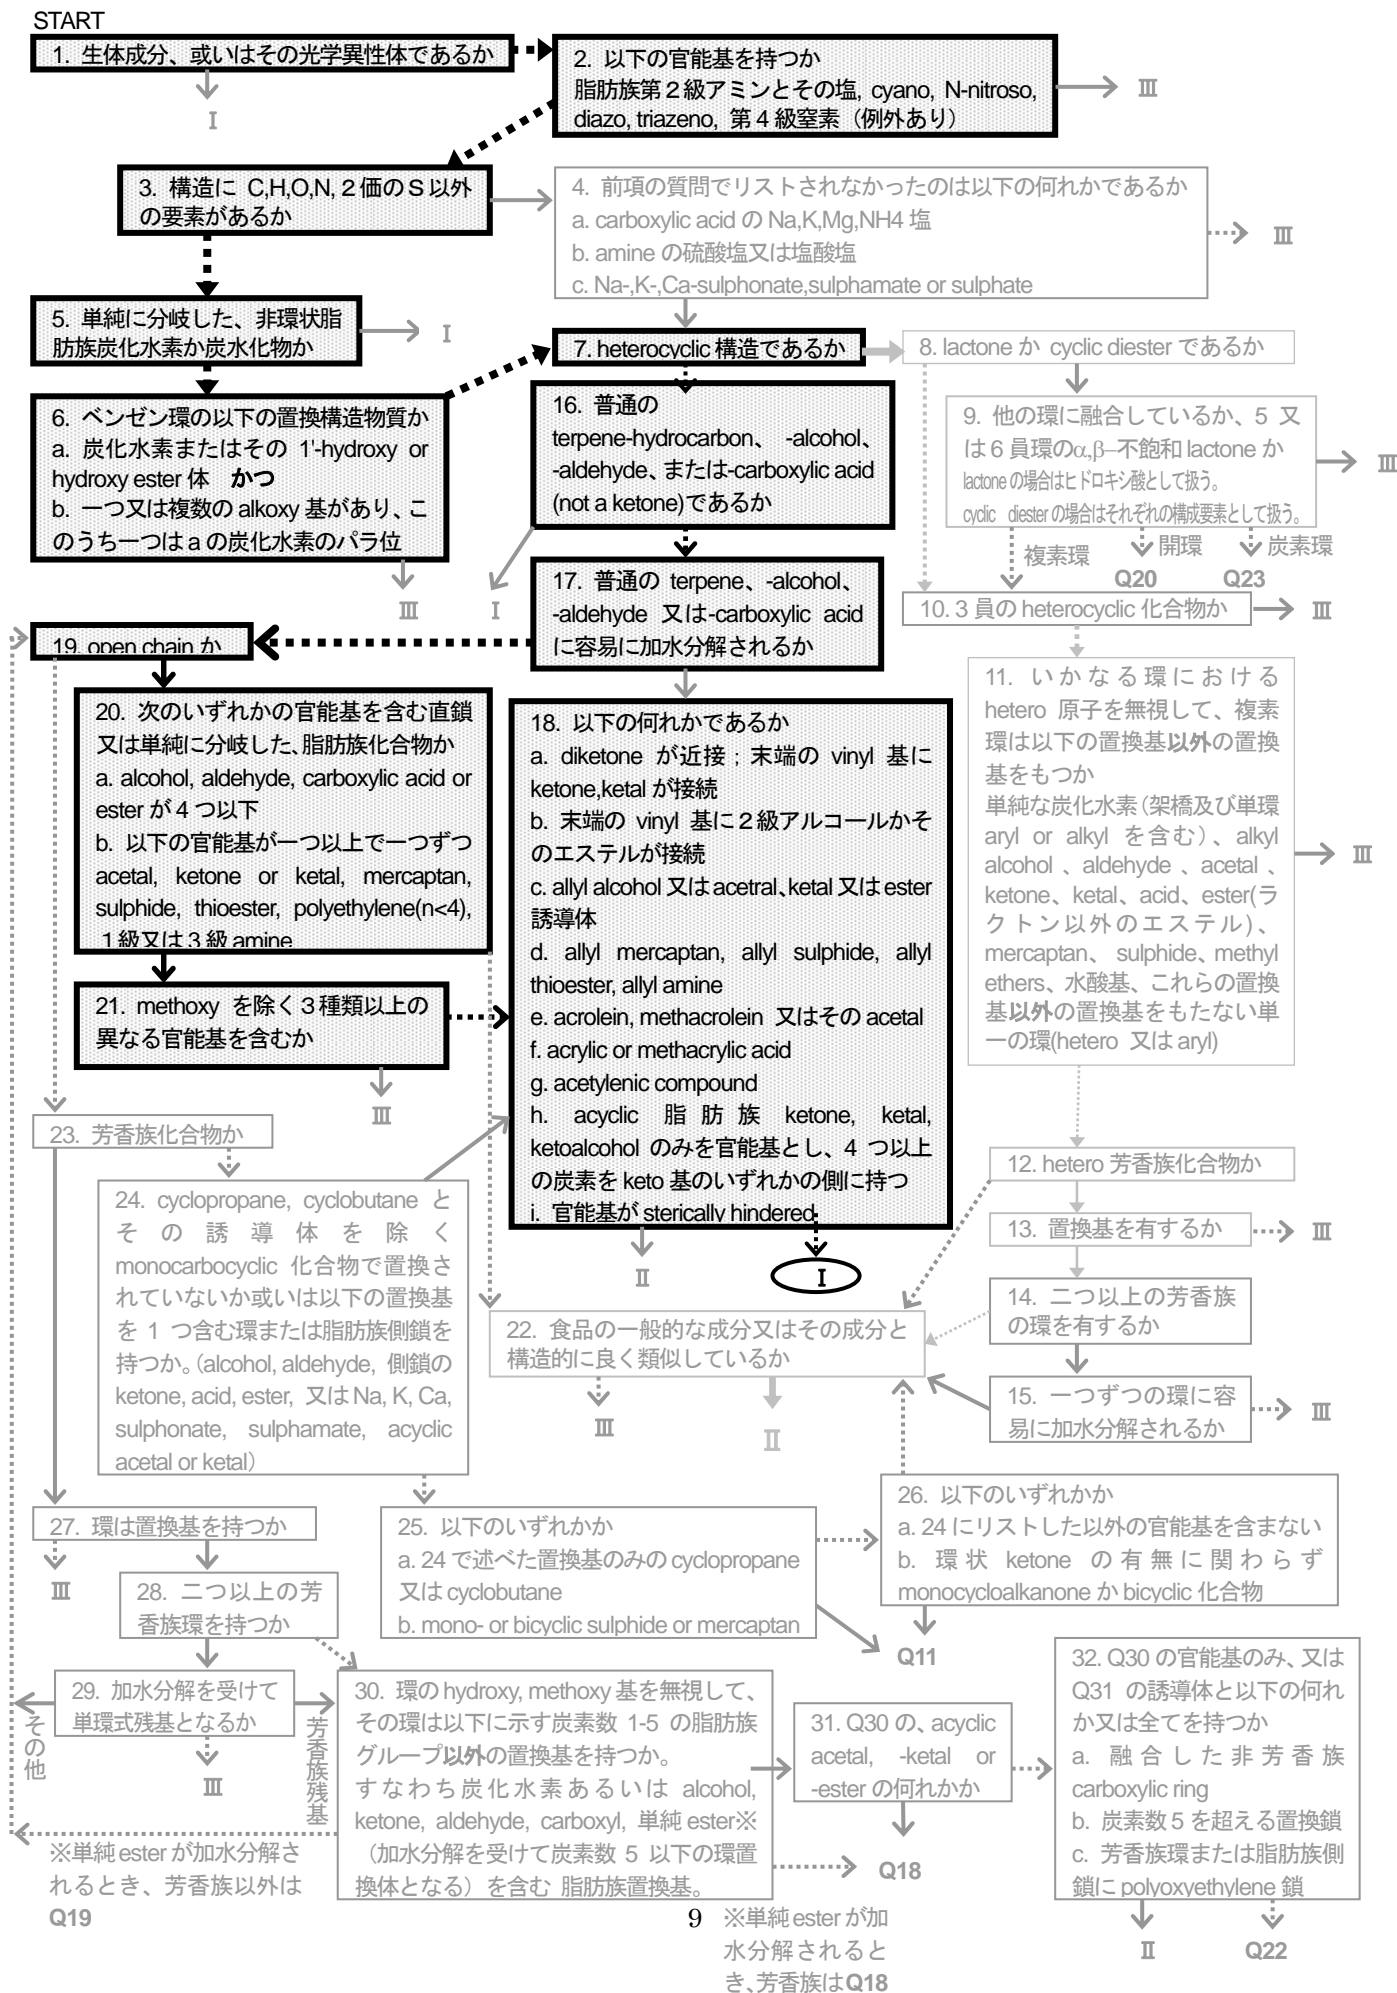 START
1. 生体成分、或いはその光学異性体であるか
I
2. 以下の官能基を持つか
脂肪族第２級アミンとその塩, cyano, N-nitroso,
diazo, triazeno, 第４級窒素（例外あり）
Ⅲ
3. 構造に C,H,O,N,２価のＳ以外
の要素があるか
4. 前項の質問でリストされなかったのは以下の何れかであるか
a. carboxylic acid の Na,K,Mg,NH4 塩
b. amine の硫酸塩又は塩酸塩
c. Na-,K-,Ca-sulphonate,sulphamate or sulphate
Ⅲ
5. 単純に分岐した、非環状脂
肪族炭化水素か炭水化物か
I
6. ベンゼン環の以下の置換構造物質か
a. 炭化水素またはその 1'-hydroxy or
hydroxy ester 体　かつ
b. 一つ又は複数の alkoxy 基があり、こ
のうち一つは a の炭化水素のパラ位
Ⅲ
7. heterocyclic 構造であるか
8. lactone か cyclic diester であるか
9. 他の環に融合しているか、５又
は６員環のα,β–不飽和 lactone か
lactone の場合はヒドロキシ酸として扱う。
cyclic diester の場合はそれぞれの構成要素として扱う。
Ⅲ
複素環
開環
炭素環
Q20
Q23
10. 3 員の heterocyclic 化合物か
Ⅲ
16. 普通の
terpene-hydrocarbon、 -alcohol、
-aldehyde、または-carboxylic acid
(not a ketone)であるか
I
17. 普通の terpene、-alcohol、
-aldehyde 又は-carboxylic acid
に容易に加水分解されるか
19. open chain か
20. 次のいずれかの官能基を含む直鎖
又は単純に分岐した、脂肪族化合物か
a. alcohol, aldehyde, carboxylic acid or
ester が４つ以下
b. 以下の官能基が一つ以上で一つずつ
acetal, ketone or ketal, mercaptan,
sulphide, thioester, polyethylene(n<4),
１級又は３級 amine
21. methoxy を除く３種類以上の
異なる官能基を含むか
Ⅲ
18. 以下の何れかであるか
a. diketone が近接；末端の vinyl 基に
ketone,ketal が接続
b. 末端の vinyl 基に２級アルコールかそ
のエステルが接続
c. allyl alcohol 又は acetral、ketal 又は ester
誘導体
d. allyl mercaptan, allyl sulphide, allyl
thioester, allyl amine
e. acrolein, methacrolein 又はその acetal
f. acrylic or methacrylic acid
g. acetylenic compound
h. acyclic 脂肪族 ketone, ketal,
ketoalcohol のみを官能基とし、4 つ以上
の炭素を keto 基のいずれかの側に持つ
i. 官能基が sterically hindered
Ⅱ
I
11. いかなる環における
hetero 原子を無視して、複素
環は以下の置換基以外の置換
基をもつか
単純な炭化水素（架橋及び単環
aryl or alkyl を含む）、alkyl
alcohol 、aldehyde 、acetal 、
ketone、ketal、acid、ester(ラ
クトン以外のエステル)、
mercaptan、 sulphide、methyl
ethers、水酸基、これらの置換
基以外の置換基をもたない単
一の環(hetero 又は aryl)
Ⅲ
12. hetero 芳香族化合物か
13. 置換基を有するか
Ⅲ
14. 二つ以上の芳香族
の環を有するか
15. 一つずつの環に容
易に加水分解されるか
Ⅲ
22. 食品の一般的な成分又はその成分と
構造的に良く類似しているか
Ⅲ
Ⅱ
23. 芳香族化合物か
24. cyclopropane, cyclobutane と
その誘導体を除く
monocarbocyclic 化合物で置換さ
れていないか或いは以下の置換基
を 1 つ含む環または脂肪族側鎖を
持つか。（alcohol, aldehyde, 側鎖の
ketone, acid, ester, 又は Na, K, Ca,
sulphonate, sulphamate, acyclic
acetal or ketal）
25. 以下のいずれかか
a. 24 で述べた置換基のみの cyclopropane
又は cyclobutane
b. mono- or bicyclic sulphide or mercaptan
26. 以下のいずれかか
a. 24 にリストした以外の官能基を含まない
b. 環状 ketone の有無に関わらず
monocycloalkanone か bicyclic 化合物
Q11
27. 環は置換基を持つか
Ⅲ
28. 二つ以上の芳
香族環を持つか
29. 加水分解を受けて
単環式残基となるか
その他
芳香族残基
Ⅲ
30. 環の hydroxy, methoxy 基を無視して、
その環は以下に示す炭素数 1-5 の脂肪族
グループ以外の置換基を持つか。
すなわち炭化水素あるいは alcohol,
ketone, aldehyde, carboxyl, 単純 ester※
（加水分解を受けて炭素数 5 以下の環置
換体となる）を含む 脂肪族置換基。
31. Q30 の、acyclic
acetal, -ketal or
-ester の何れかか
Q18
Q18
32. Q30 の官能基のみ、又は
Q31 の誘導体と以下の何れ
か又は全てを持つか
a. 融合した非芳香族
carboxylic ring
b. 炭素数５を超える置換鎖
c. 芳香族環または脂肪族側
鎖に polyoxyethylene 鎖
Ⅱ
Q22
※単純 ester が加水分解さ
れるとき、芳香族以外は
Q19
9
※単純 ester が加
水分解されると
き、芳香族は Q18